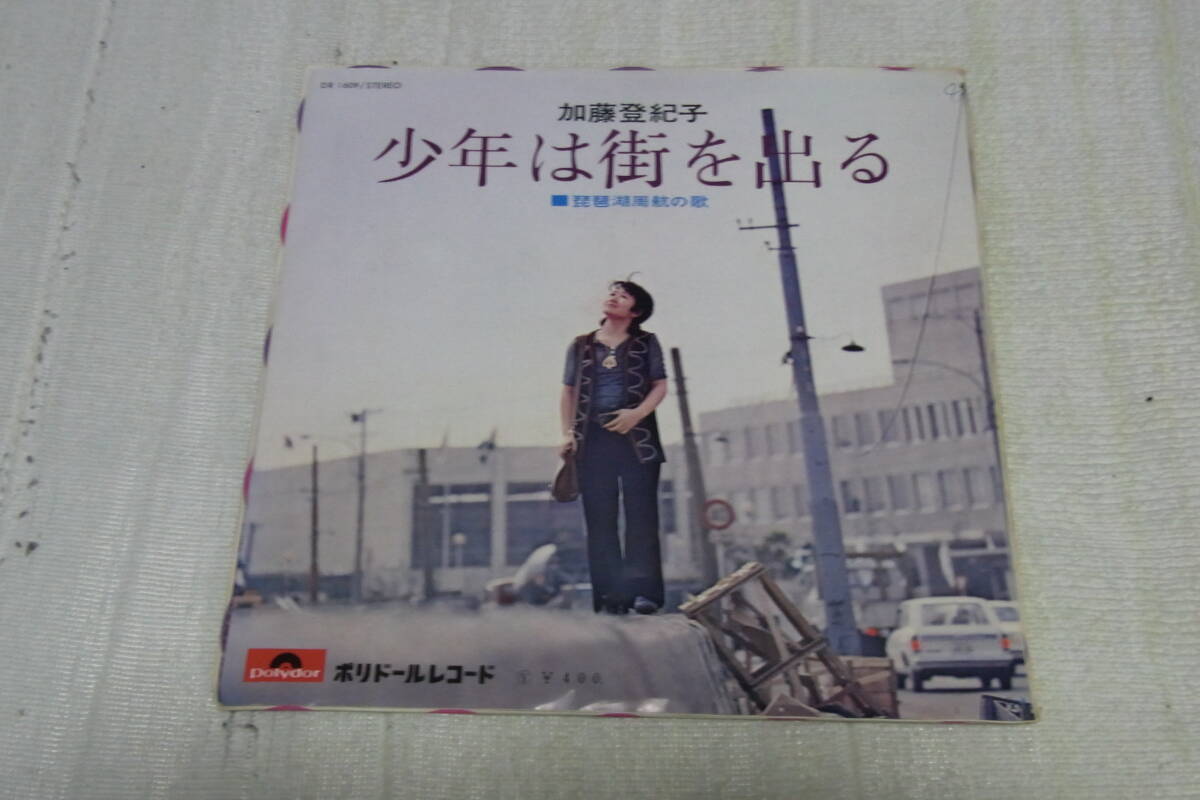 DR 1609/STEREO
加藤登紀子
少年は街を出る
■琵琶湖周航の歌
polydor
ポリドールレコード
¥400